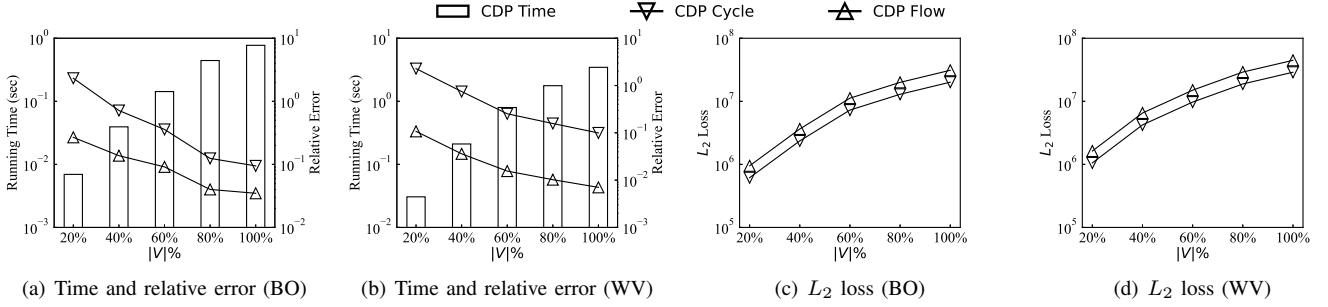 CDP Time
CDP Cycle
CDP Flow
Running Time (sec)
10^0
10^-1
10^-2
10^-3
20% 40% 60% 80% 100%
|V|%
10^1
10^0
10^-1
10^-2
Relative Error
(a) Time and relative error (BO)
Running Time (sec)
10^1
10^0
10^-1
10^-2
20% 40% 60% 80% 100%
|V|%
10^1
10^0
10^-1
10^-2
10^-3
Relative Error
(b) Time and relative error (WV)
L_2 Loss
10^8
10^7
10^6
10^5
20% 40% 60% 80% 100%
|V|%
(c) L_2 loss (BO)
L_2 Loss
10^8
10^7
10^6
10^5
20% 40% 60% 80% 100%
|V|%
(d) L_2 loss (WV)